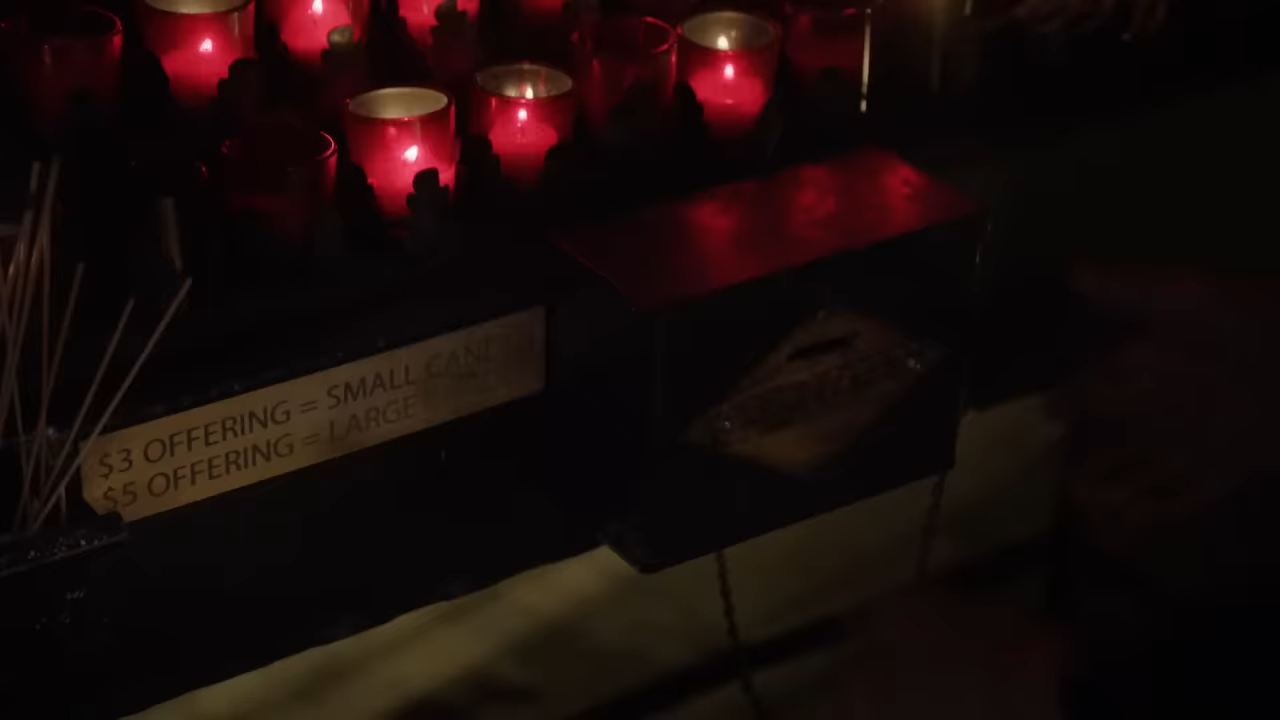 $3 OFFERING = SMALL
$5 OFFERING = LARGE